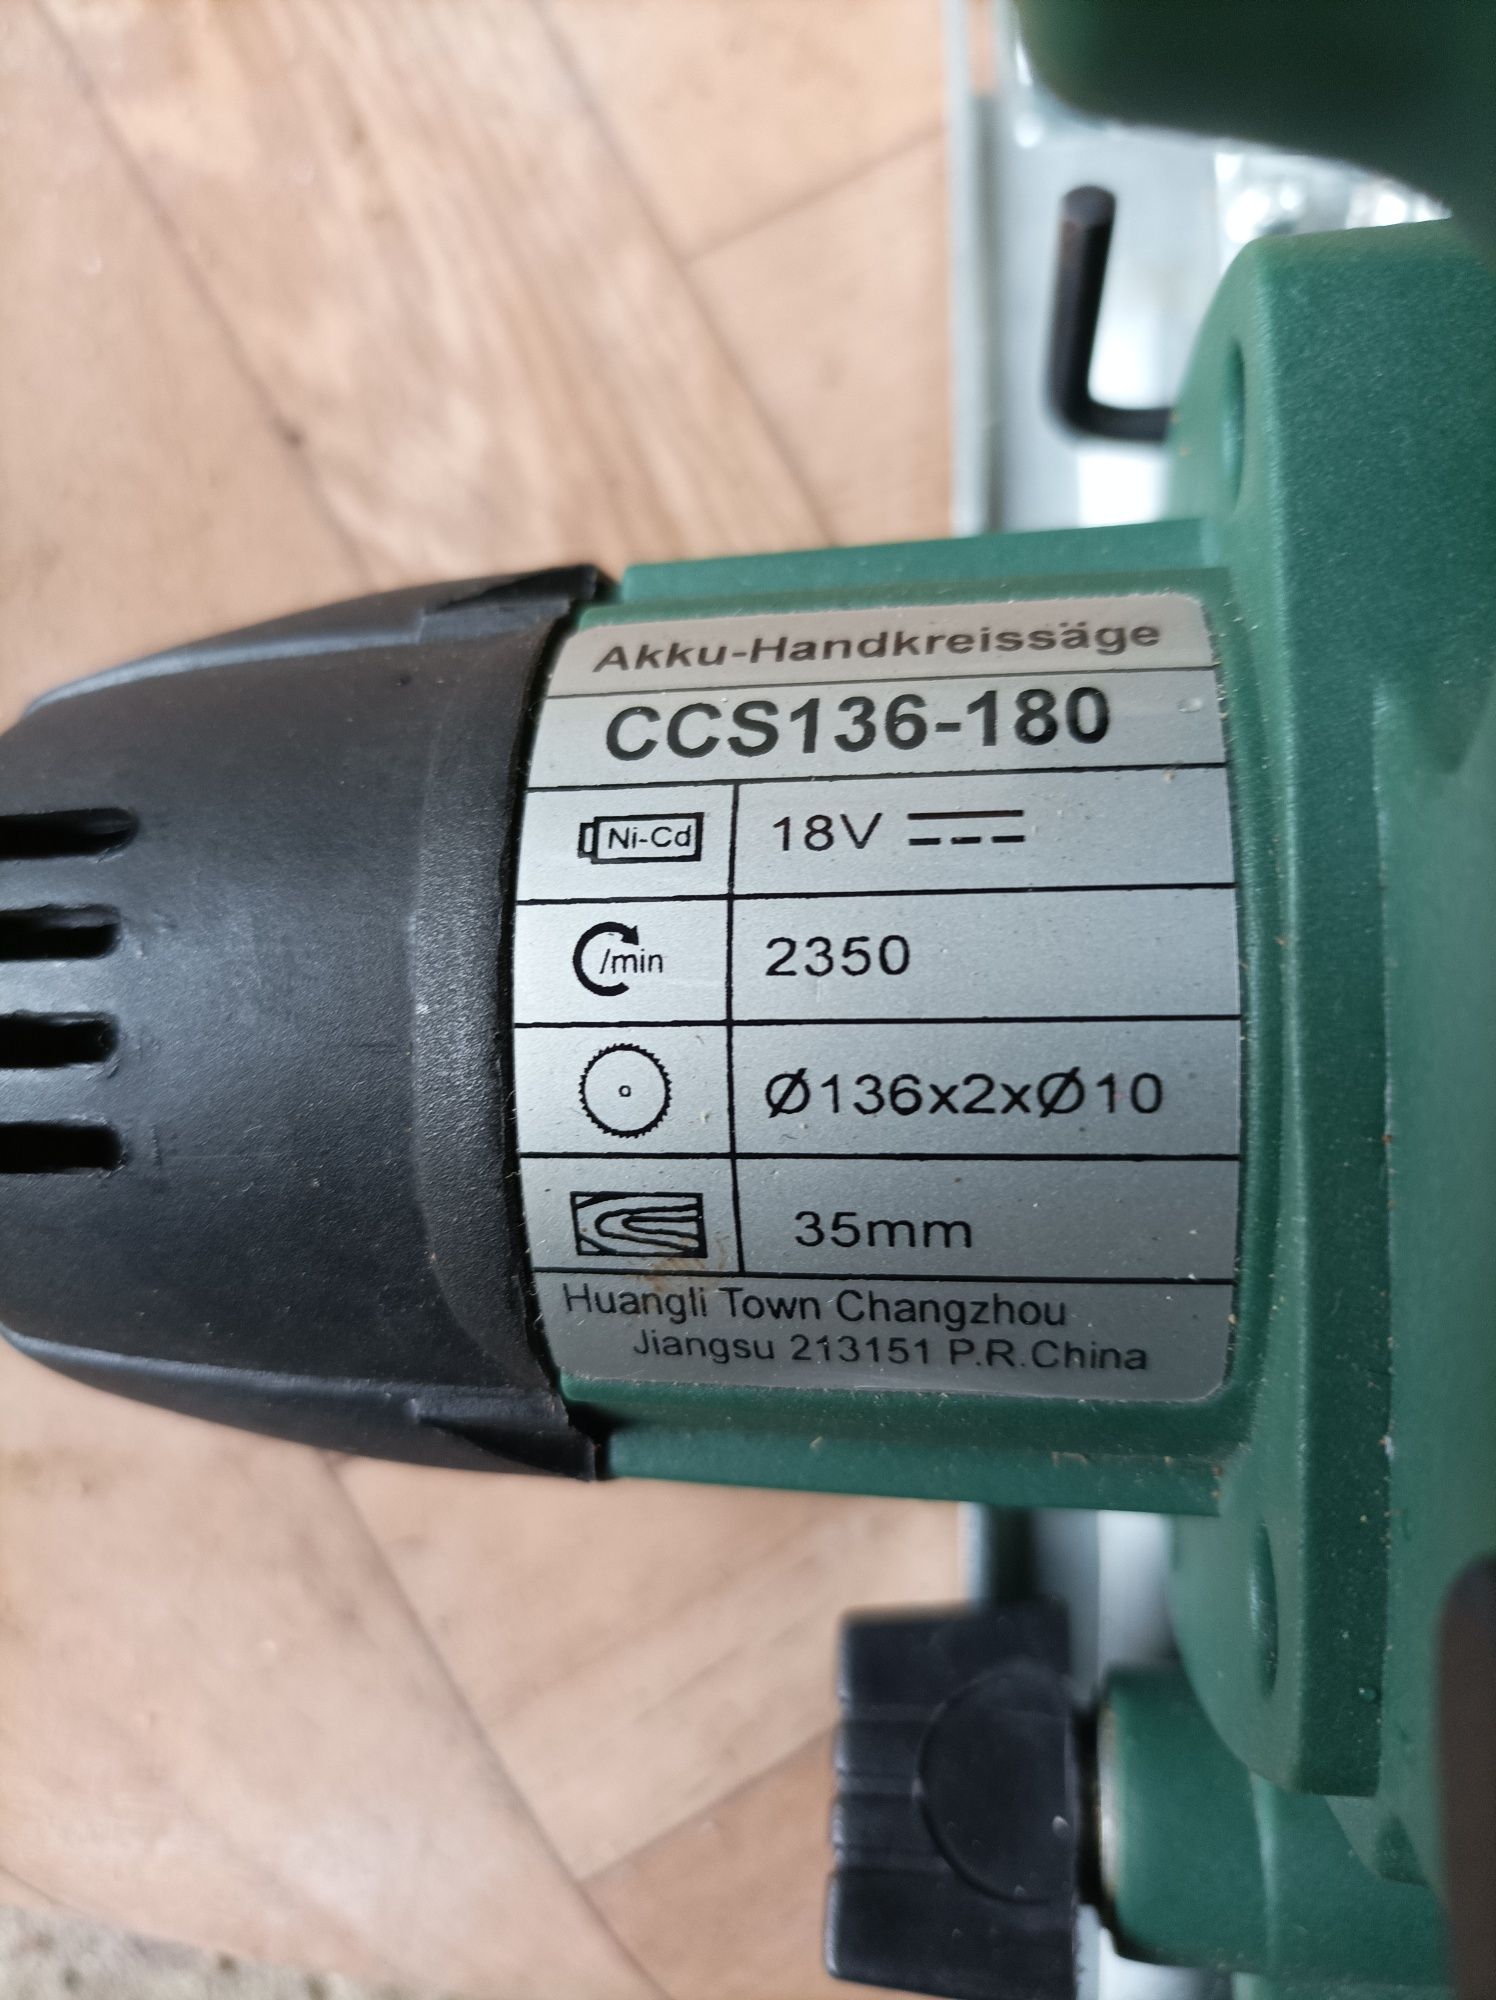 Akku-Handkreissäge
CCS136-180
Ni-Cd 18V
/min 2350
Ø136x2xØ10
35mm
Huangli Town Changzhou
Jiangsu 213151 P.R.China